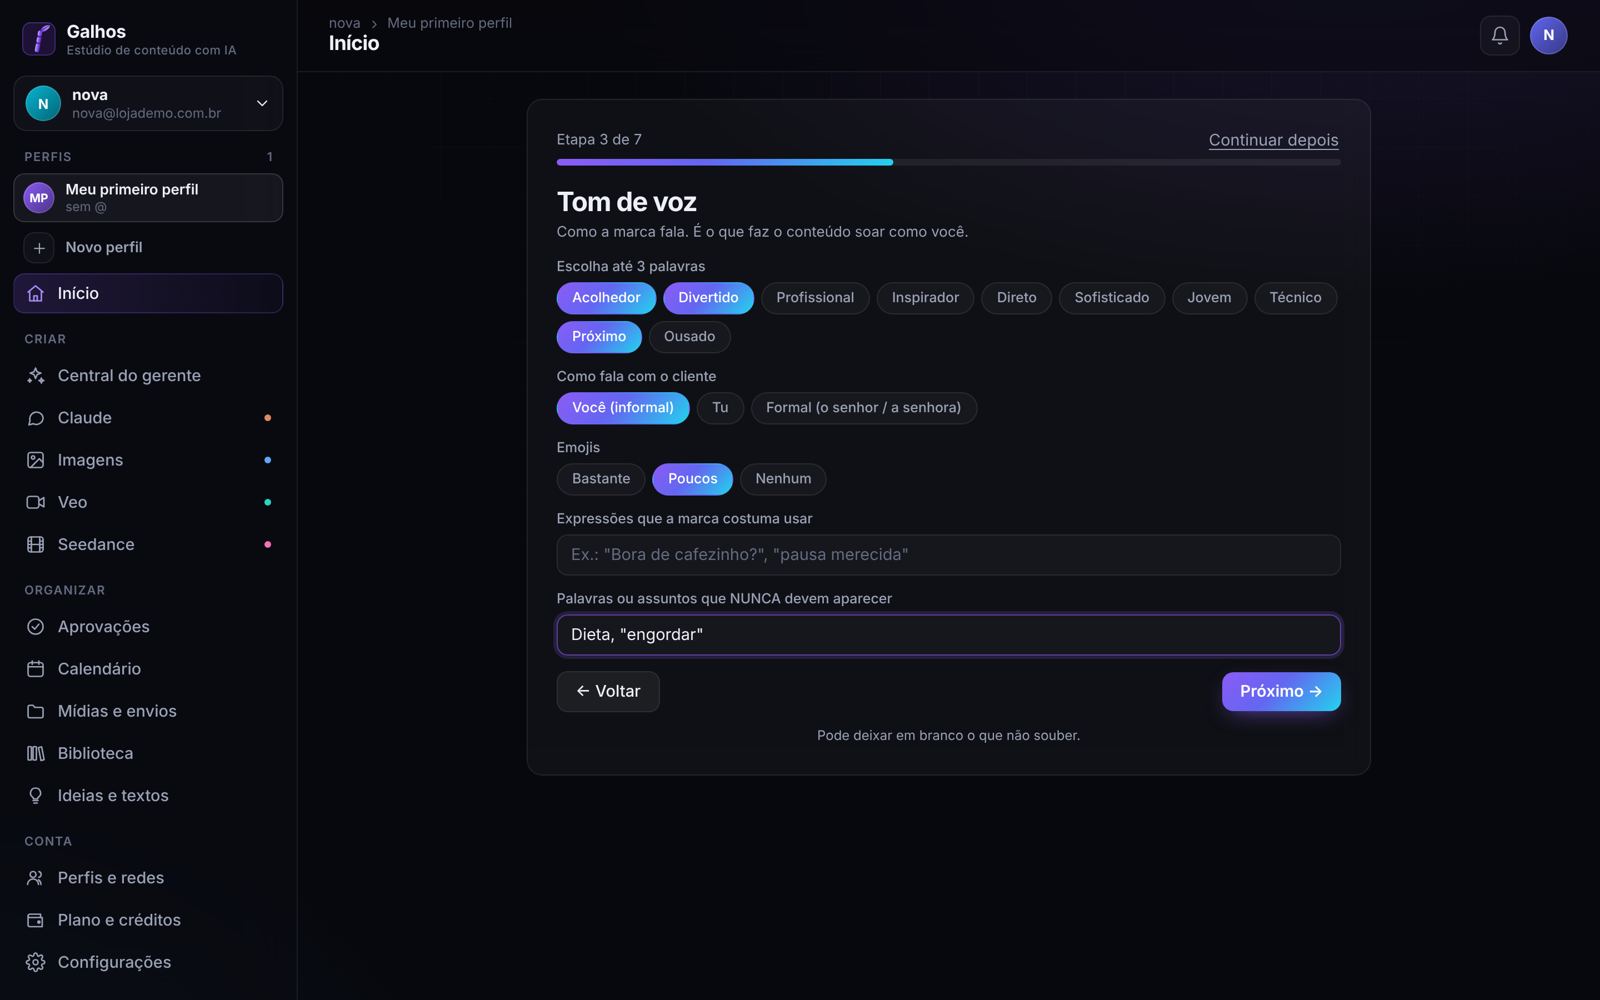 Galhos
Estúdio de conteúdo com IA
N
nova
nova@lojademo.com.br
PERFIS 1
MP
Meu primeiro perfil
sem @
+ Novo perfil
Início
CRIAR
Central do gerente
Claude
Imagens
Veo
Seedance
ORGANIZAR
Aprovações
Calendário
Mídias e envios
Biblioteca
Ideias e textos
CONTA
Perfis e redes
Plano e créditos
Configurações
nova > Meu primeiro perfil
Início
N
Etapa 3 de 7 Continuar depois
Tom de voz
Como a marca fala. É o que faz o conteúdo soar como você.
Escolha até 3 palavras
Acolhedor Divertido Profissional Inspirador Direto Sofisticado Jovem Técnico
Próximo Ousado
Como fala com o cliente
Você (informal) Tu Formal (o senhor / a senhora)
Emojis
Bastante Poucos Nenhum
Expressões que a marca costuma usar
Ex.: "Bora de cafezinho?", "pausa merecida"
Palavras ou assuntos que NUNCA devem aparecer
Dieta, "engordar"
← Voltar Próximo →
Pode deixar em branco o que não souber.